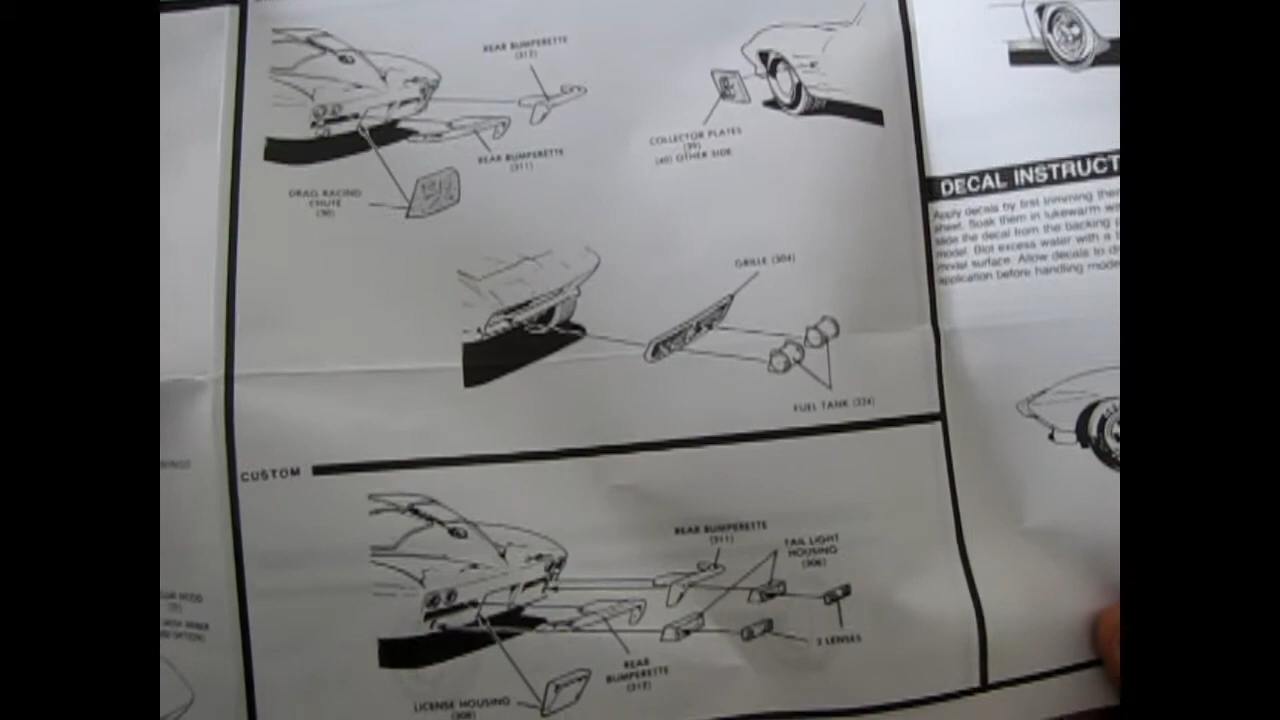 REAR BUMPERETTE
(312)
REAR BUMPERETTE
(311)
DRAG RACING
CHUTE
(30)
COLLECTOR PLATES
(39)
(40) OTHER SIDE
GRILLE (304)
FUEL TANK (324)
DECAL INSTRUCT
Apply decals by first trimming
sheet. Soak them in lukewarm
slide the decal from the backing
model. Blot excess water with a
model surface. Allow decals to
application before handling
CUSTOM
REAR BUMPERETTE
(311)
TAIL LIGHT
HOUSING
(306)
2 LENSES
REAR
BUMPERETTE
(312)
LICENSE HOUSING
(308)